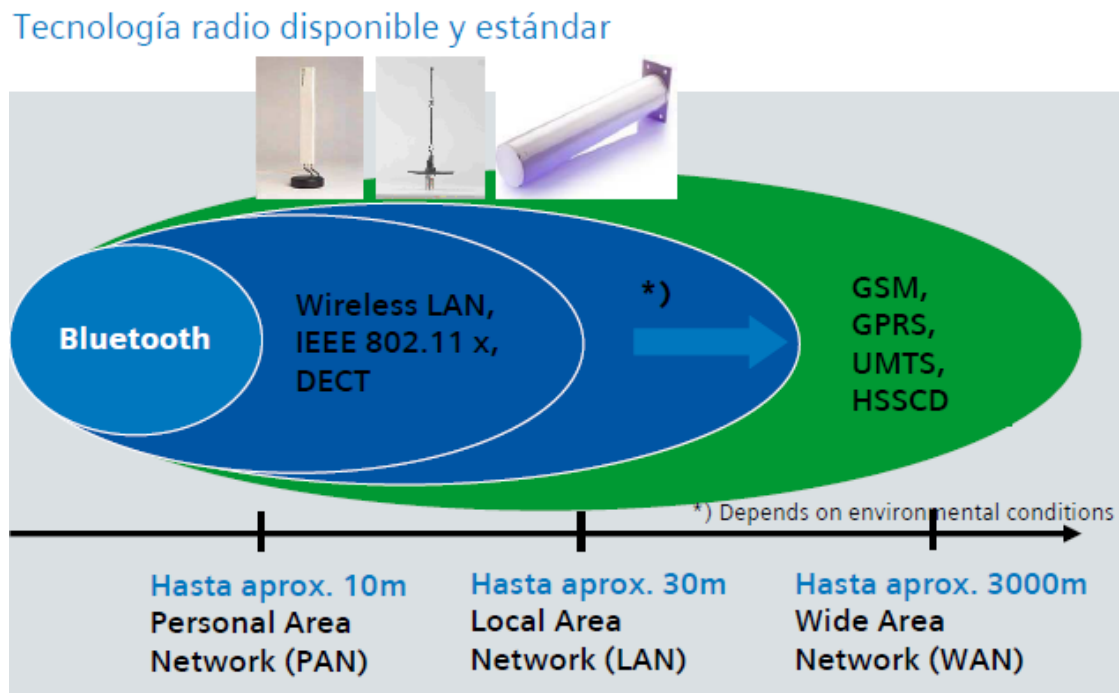 Tecnología radio disponible y estándar
Bluetooth
Wireless LAN,
IEEE 802.11 x,
DECT
*)
GSM,
GPRS,
UMTS,
HSSCD
*) Depends on environmental conditions
Hasta aprox. 10m
Personal Area
Network (PAN)
Hasta aprox. 30m
Local Area
Network (LAN)
Hasta aprox. 3000m
Wide Area
Network (WAN)